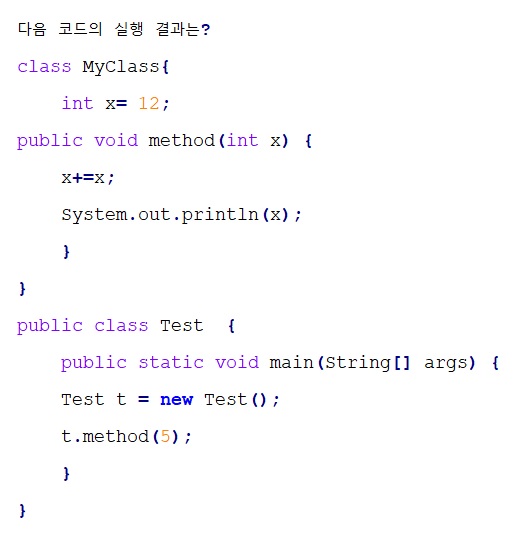 다음 코드의 실행 결과는?
class MyClass{
int x= 12;
public void method(int x) {
x+=x;
System.out.println(x);
}
}
public class Test  {
public static void main(String[] args) {
Test t = new Test();
t.method(5);
}
}